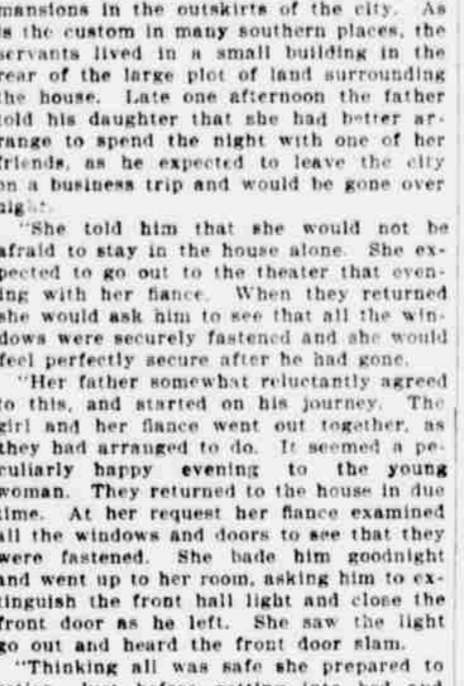 mansions in the outskirts of the city. As
is the custom in many southern places, the
servants lived in a small building in the
rear of the large plot of land surrounding
the house. Late one afternoon the father
told his daughter that she had better ar-
range to spend the night with one of her
friends, as he expected to leave the city
on a business trip and would be gone over
night.
"She told him that she would not be
afraid to stay in the house alone. She ex-
pected to go out to the theater that even-
ing with her fiance. When they returned
she would ask him to see that all the win-
dows were securely fastened and she would
feel perfectly secure after he had gone.
"Her father somewhat reluctantly agreed
to this, and started on his journey. The
girl and her fiance went out together, as
they had arranged to do. It seemed a pe-
culiarly happy evening to the young
woman. They returned to the house in due
time. At her request her fiance examined
all the windows and doors to see that they
were fastened. She bade him goodnight
and went up to her room, asking him to ex-
tinguish the front hall light and close the
front door as he left. She saw the light
go out and heard the front door slam.
"Thinking all was safe she prepared to